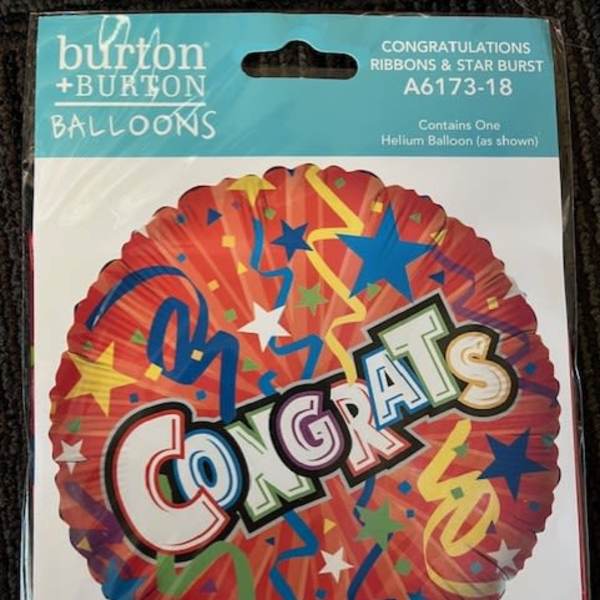 burton
+BURTON
BALLOONS
CONGRATULATIONS
RIBBONS & STAR BURST
A6173-18
Contains One
Helium Balloon (as shown)
CONGRATS